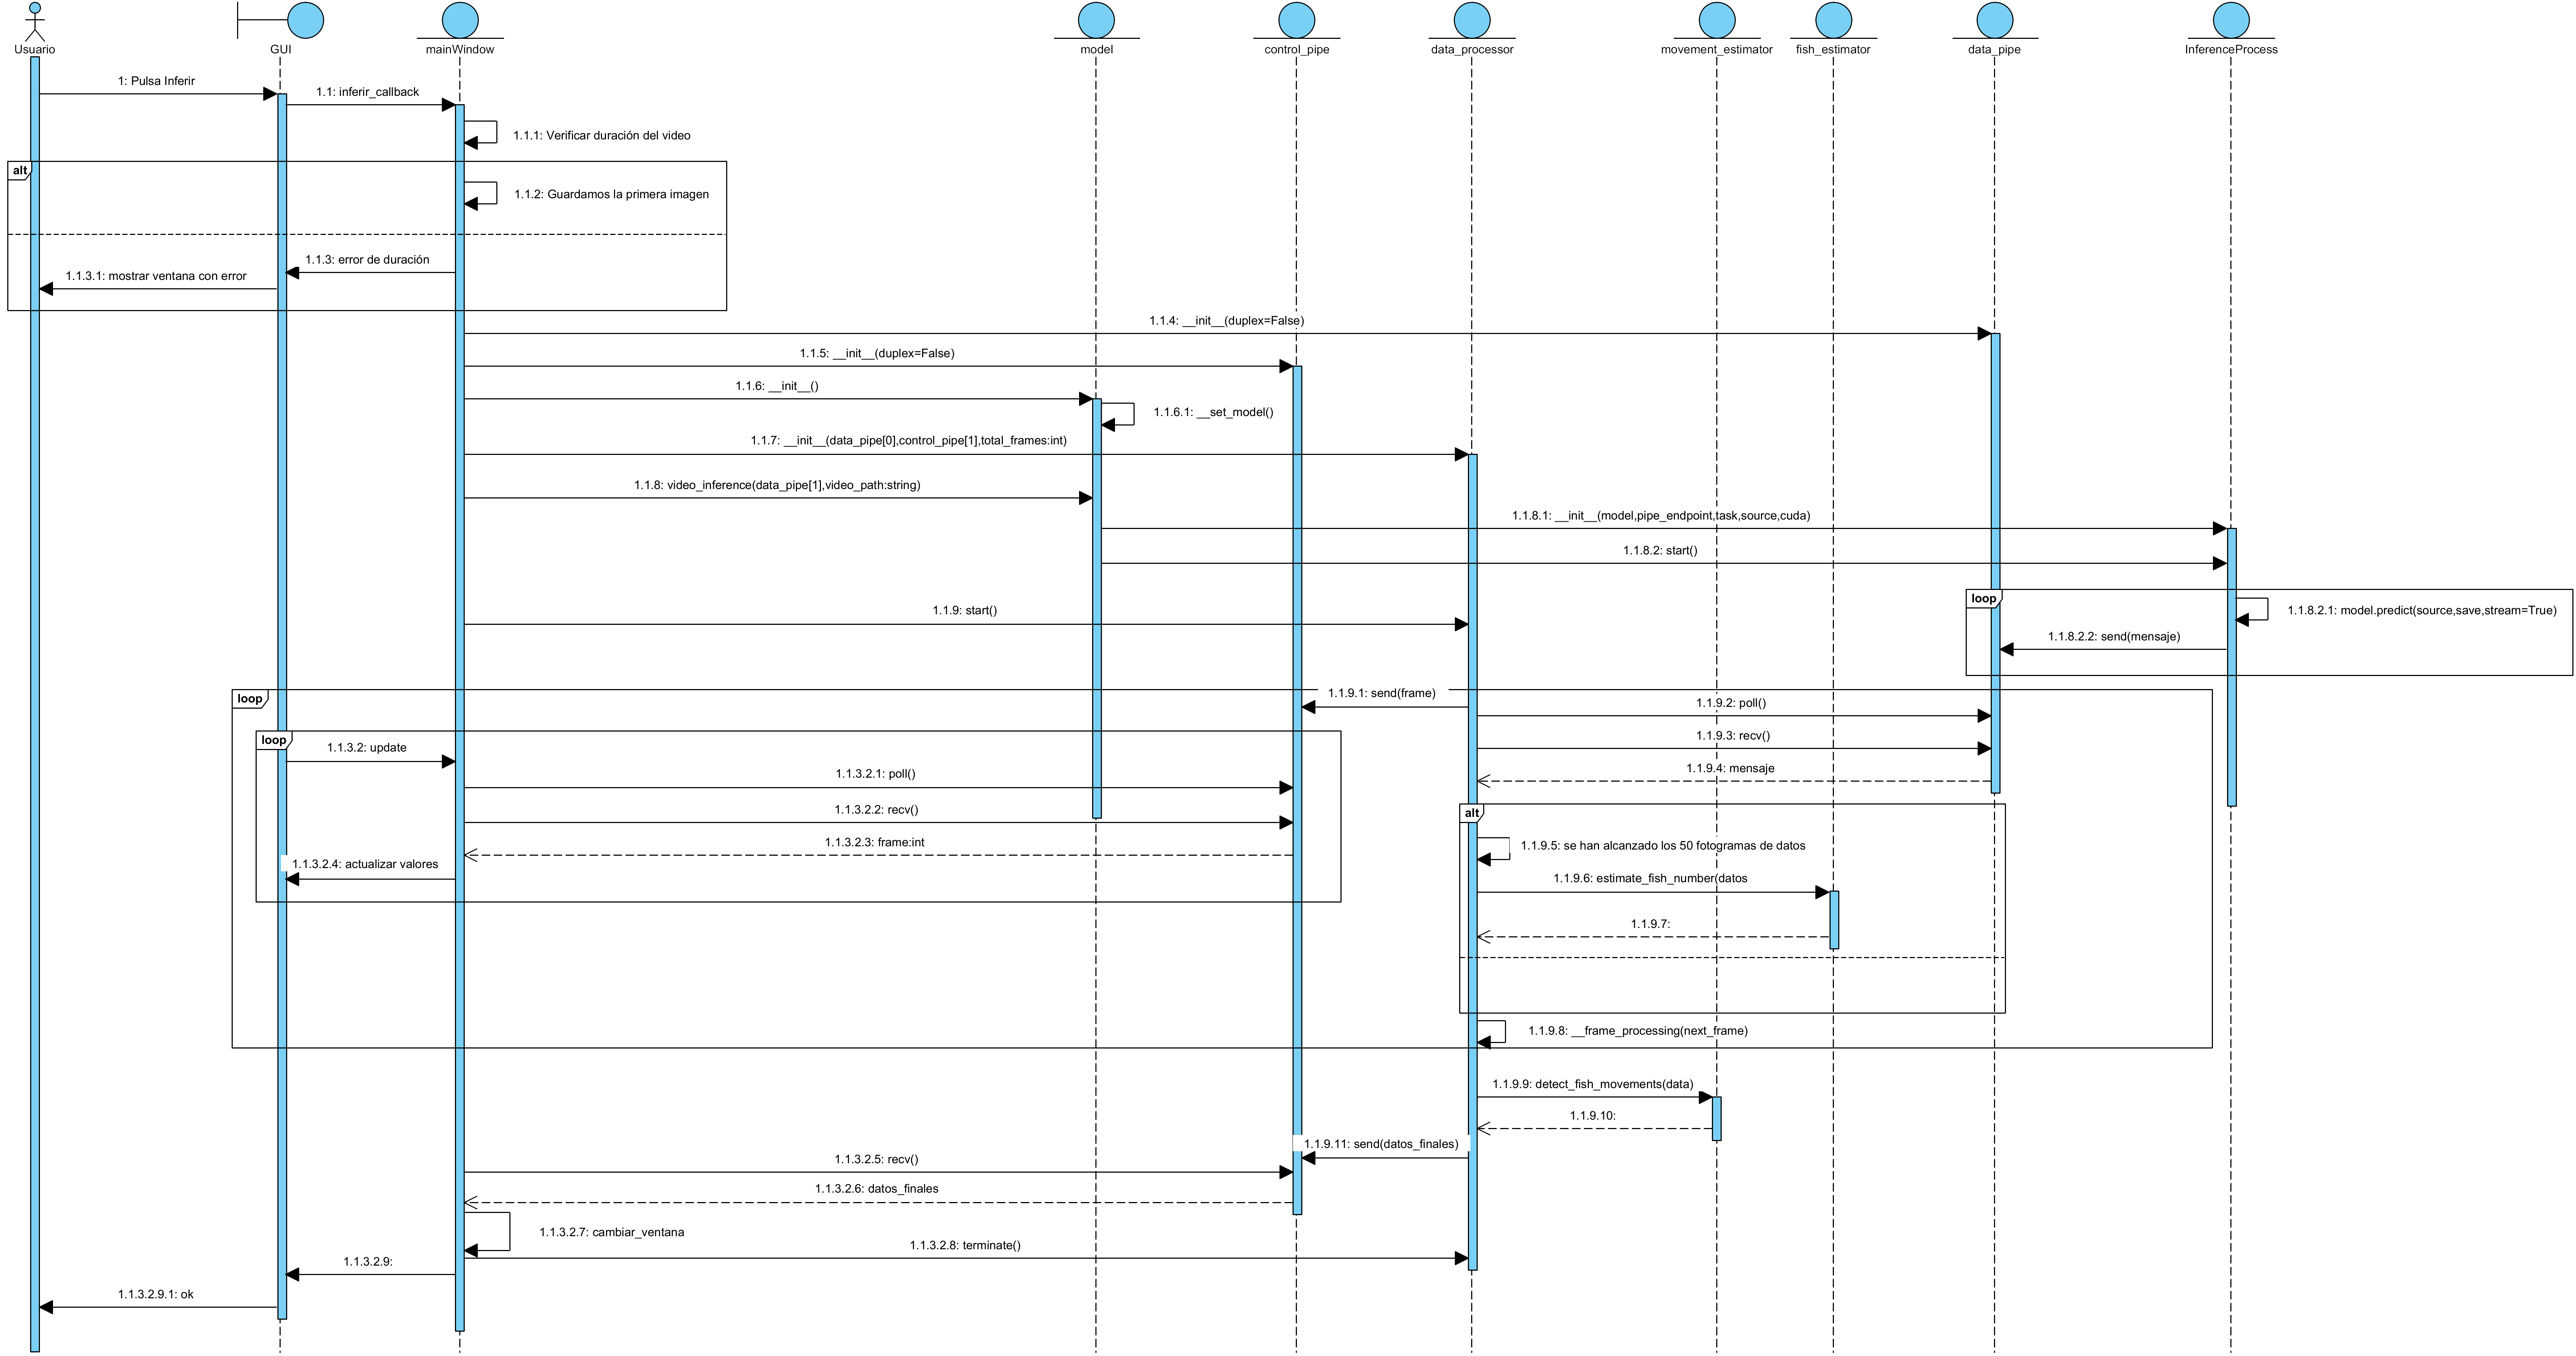 Usuario
GUI
mainWindow
model
control_pipe
data_processor
movement_estimator
fish_estimator
data_pipe
InferenceProcess
1: Pulsa Inferir
1.1: inferir_callback
1.1.1: Verificar duración del video
alt
1.1.2: Guardamos la primera imagen
1.1.3: error de duración
1.1.3.1: mostrar ventana con error
1.1.4: __init__(duplex=False)
1.1.5: __init__(duplex=False)
1.1.6: __init__()
1.1.6.1: __set_model()
1.1.7: __init__(data_pipe[0],control_pipe[1],total_frames:int)
1.1.8: video_inference(data_pipe[1],video_path:string)
1.1.8.1: __init__(model,pipe_endpoint,task,source,cuda)
1.1.8.2: start()
loop
1.1.9: start()
1.1.8.2.1: model.predict(source,save,stream=True)
1.1.8.2.2: send(mensaje)
loop
1.1.9.1: send(frame)
1.1.9.2: poll()
loop
1.1.3.2: update
1.1.9.3: recv()
1.1.9.4: mensaje
1.1.3.2.1: poll()
1.1.3.2.2: recv()
alt
1.1.3.2.3: frame:int
1.1.9.5: se han alcanzado los 50 fotogramas de datos
1.1.3.2.4: actualizar valores
1.1.9.6: estimate_fish_number(datos
1.1.9.7:
1.1.9.8: __frame_processing(next_frame)
1.1.9.9: detect_fish_movements(data)
1.1.9.10:
1.1.9.11: send(datos_finales)
1.1.3.2.5: recv()
1.1.3.2.6: datos_finales
1.1.3.2.7: cambiar_ventana
1.1.3.2.8: terminate()
1.1.3.2.9:
1.1.3.2.9.1: ok